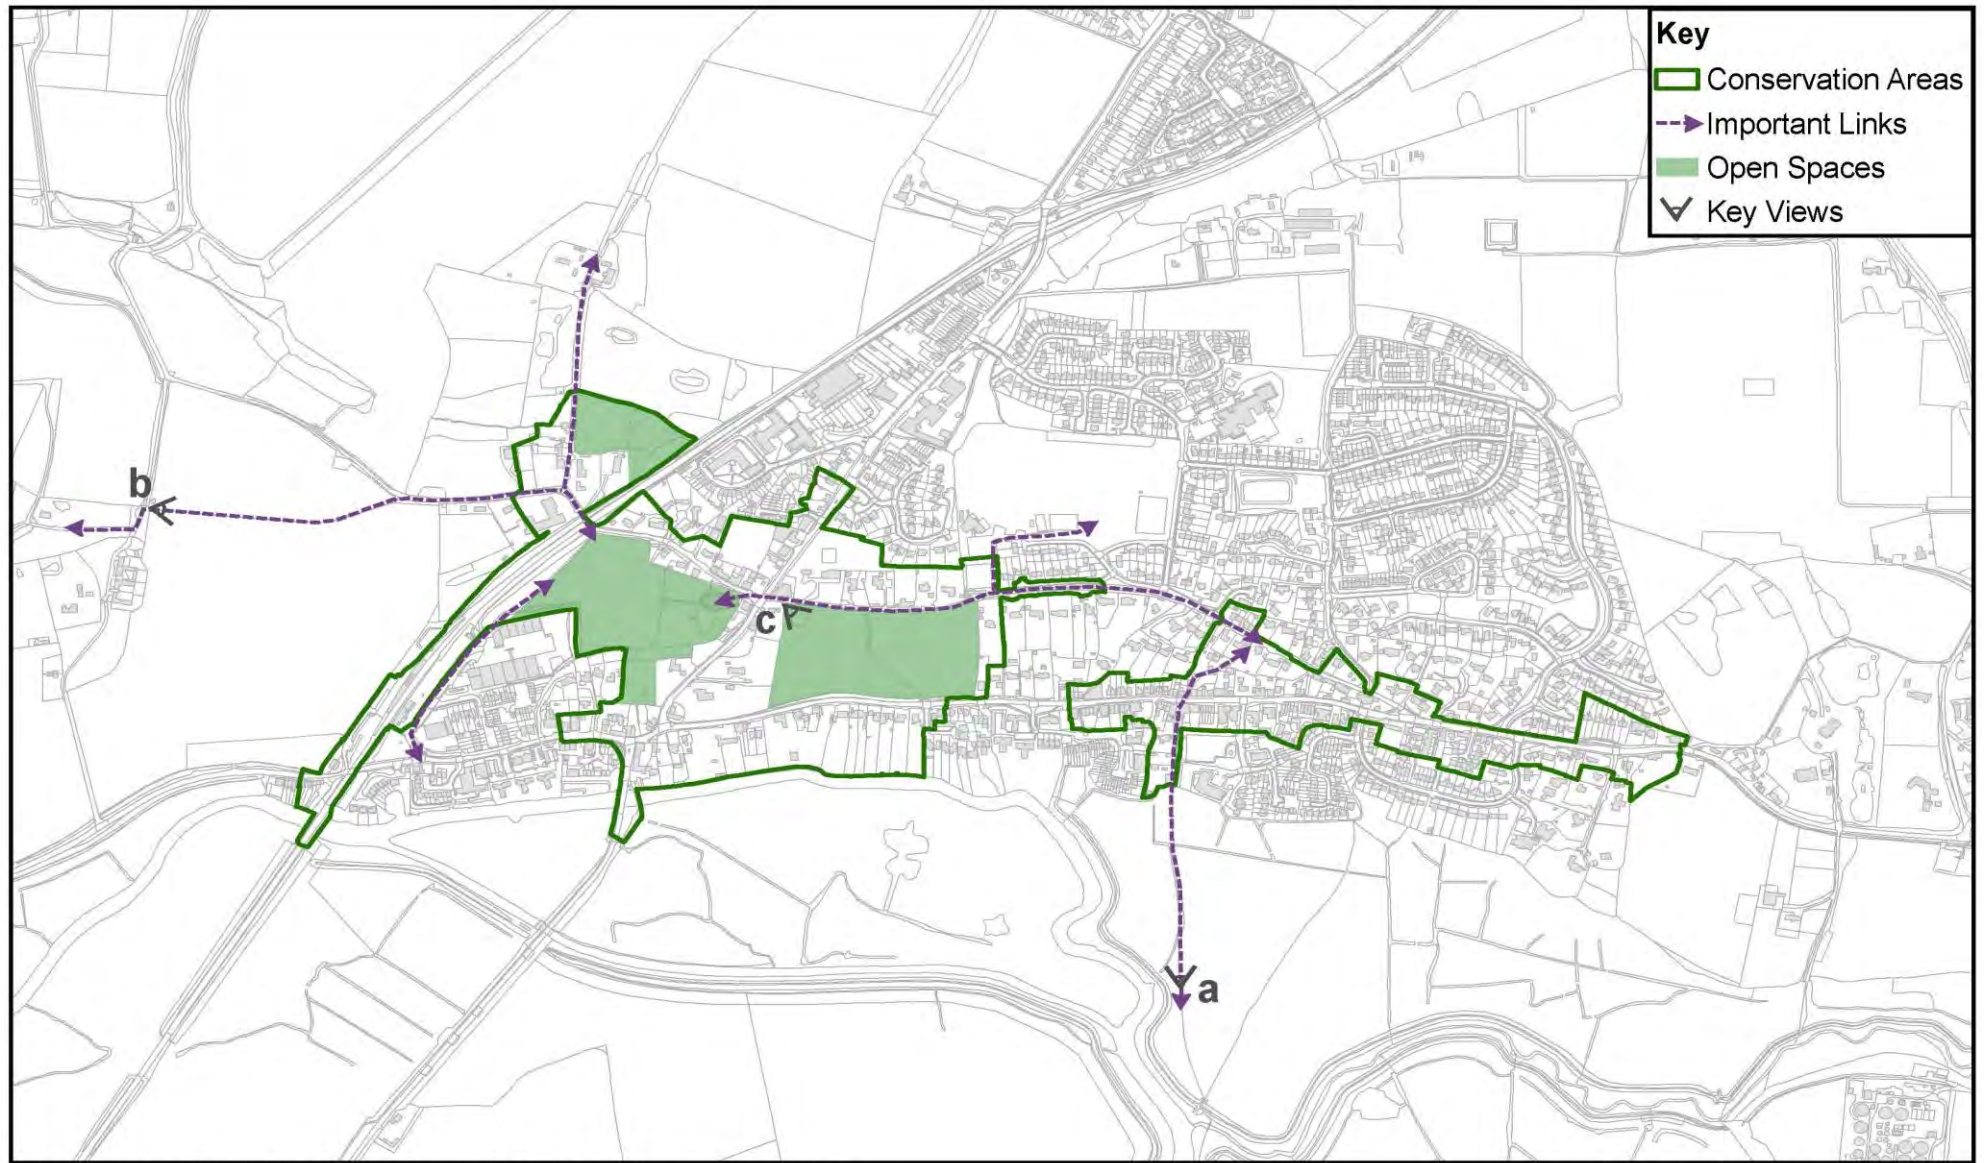 Key
Conservation Areas
Important Links
Open Spaces
Key Views
b
c
a